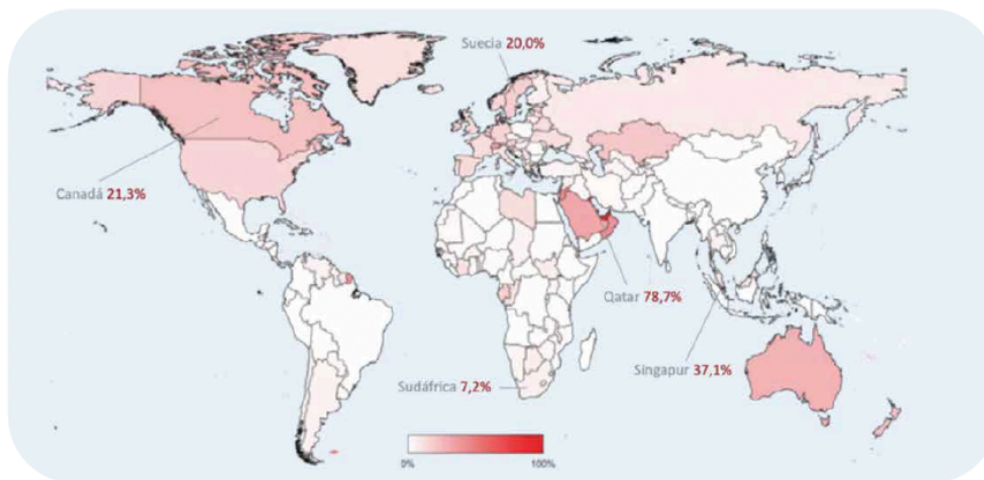 Suecia 20,0%
Canadá 21,3%
Qatar 78,7%
Singapur 37,1%
Sudáfrica 7,2%
0% 100%